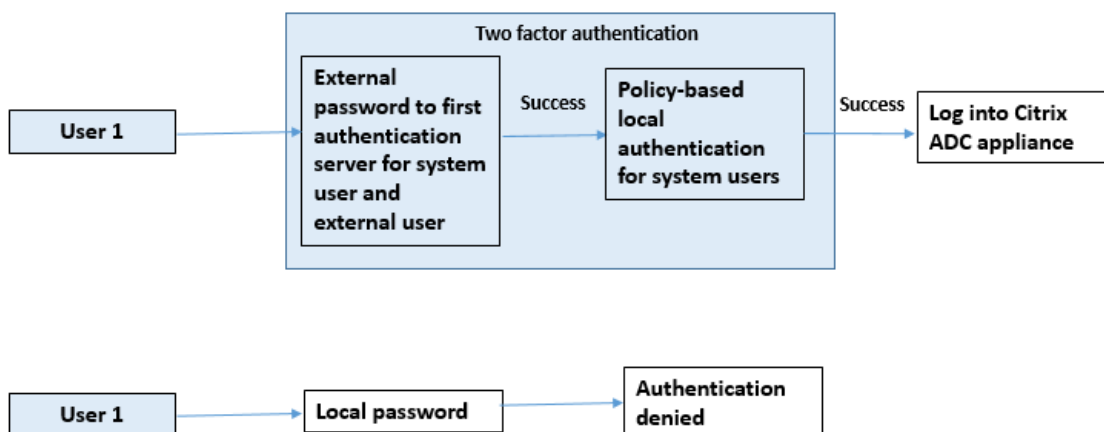 Two factor authentication
User 1
External
password to first
authentication
server for system
user and
external user
Success
Policy-based
local
authentication
for system users
Success
Log into Citrix
ADC appliance
User 1
Local password
Authentication
denied